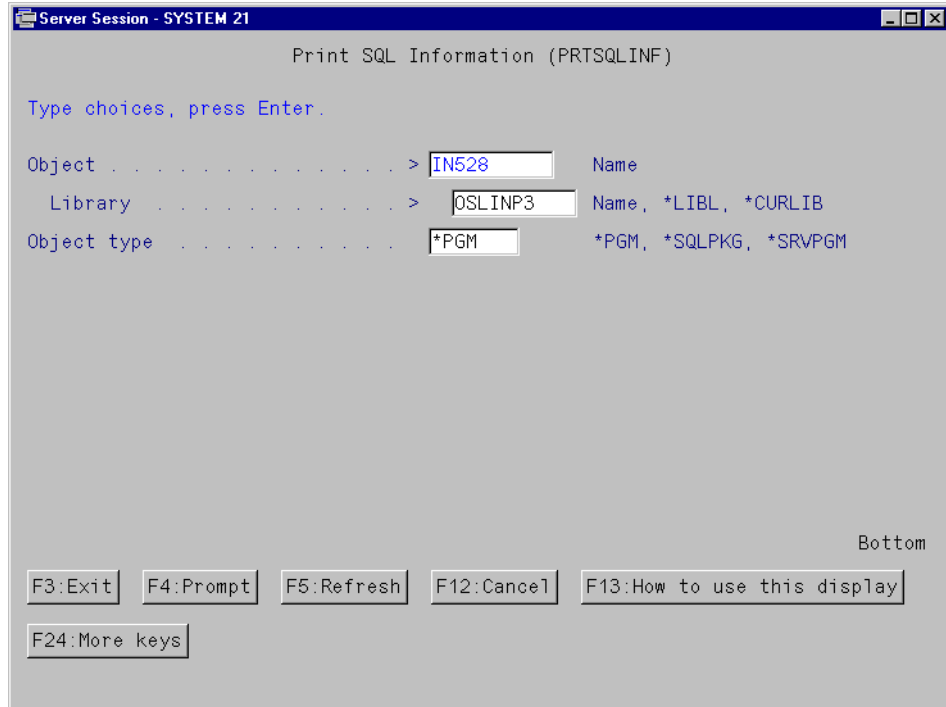 Server Session - SYSTEM 21
Print SQL Information (PRTSQLINF)
Type choices, press Enter.
Object . . . . . . . . . . . . . > IN528 Name
Library . . . . . . . . . . . > OSLINP3 Name, *LIBL, *CURLIB
Object type . . . . . . . . . . *PGM *PGM, *SQLPKG, *SRVPGM
Bottom
F3:Exit F4:Prompt F5:Refresh F12:Cancel F13:How to use this display
F24:More keys